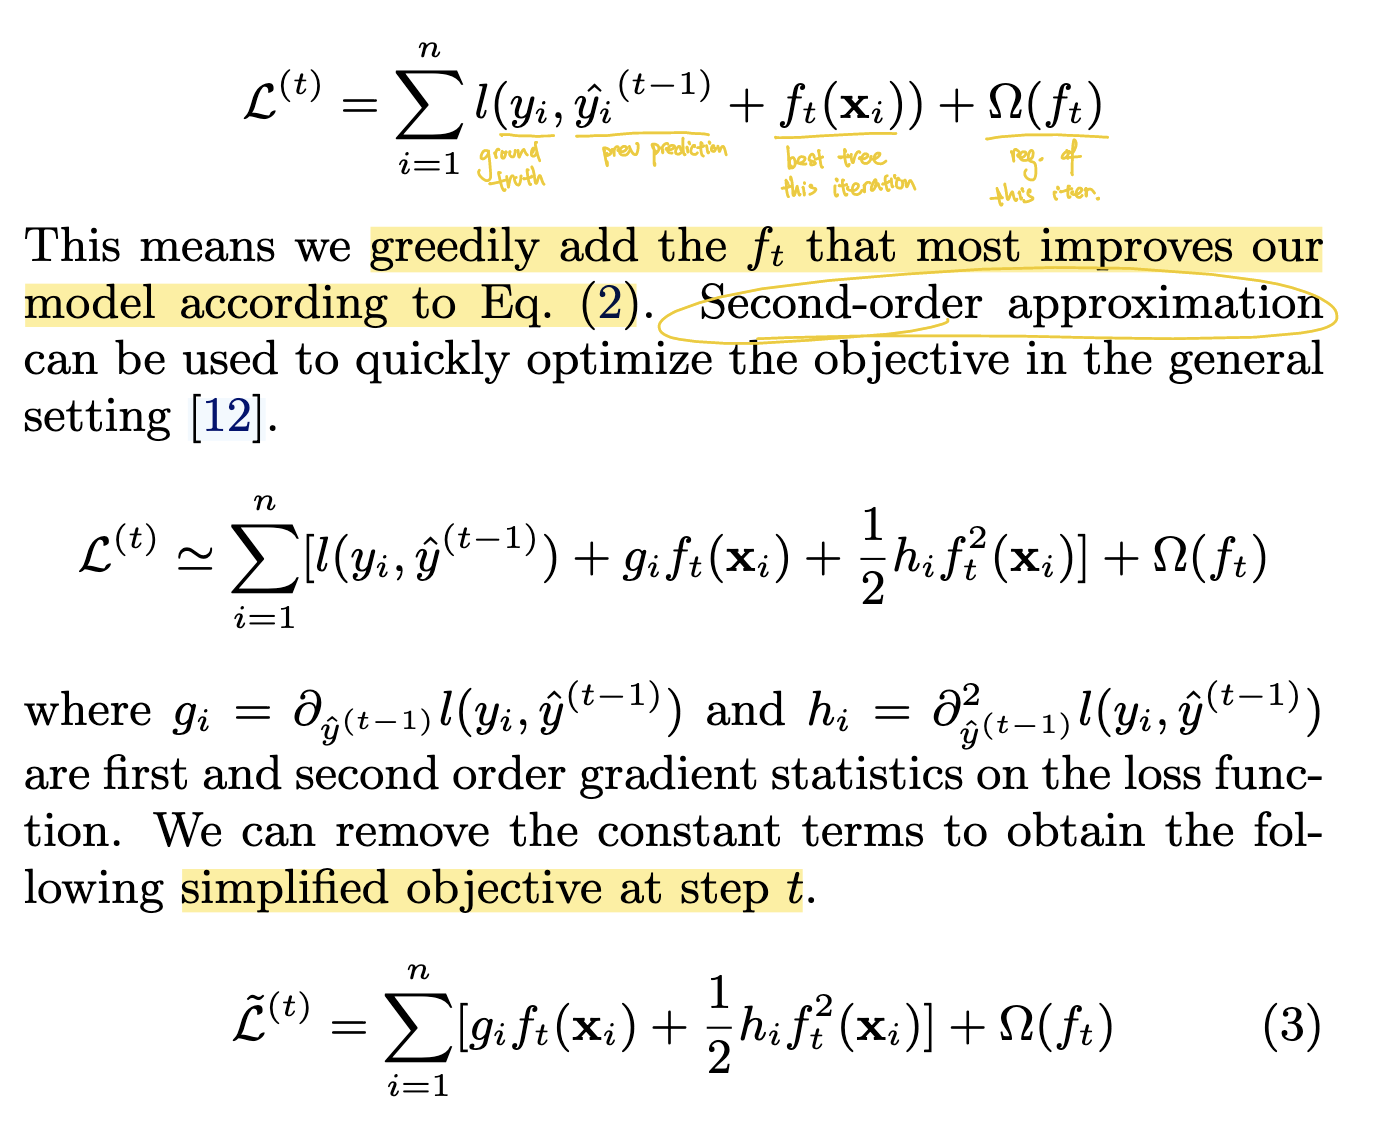 $\mathcal{L}^{(t)} = \sum_{i=1}^{n} l(y_i, \hat{y_i}^{(t-1)} + f_t(\mathbf{x}_i)) + \Omega(f_t)$
ground truth
prev prediction
best tree this iteration
reg. of this iter.
This means we greedily add the $f_t$ that most improves our
model according to Eq. (2). Second-order approximation
can be used to quickly optimize the objective in the general
setting [12].
$\mathcal{L}^{(t)} \simeq \sum_{i=1}^{n} [l(y_i, \hat{y}^{(t-1)}) + g_i f_t(\mathbf{x}_i) + \frac{1}{2} h_i f_t^2(\mathbf{x}_i)] + \Omega(f_t)$
where $g_i = \partial_{\hat{y}^{(t-1)}} l(y_i, \hat{y}^{(t-1)})$ and $h_i = \partial^2_{\hat{y}^{(t-1)}} l(y_i, \hat{y}^{(t-1)})$
are first and second order gradient statistics on the loss func-
tion. We can remove the constant terms to obtain the fol-
lowing simplified objective at step $t$.
$\tilde{\mathcal{L}}^{(t)} = \sum_{i=1}^{n} [g_i f_t(\mathbf{x}_i) + \frac{1}{2} h_i f_t^2(\mathbf{x}_i)] + \Omega(f_t)$ (3)